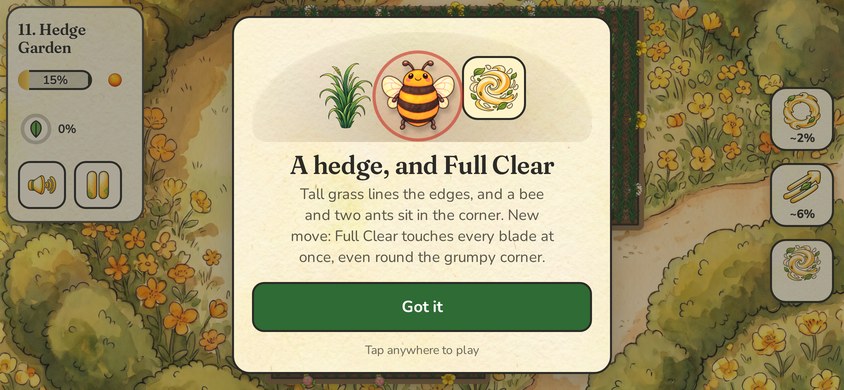 11. Hedge
Garden
15%
0%
A hedge, and Full Clear
Tall grass lines the edges, and a bee
and two ants sit in the corner. New
move: Full Clear touches every blade at
once, even round the grumpy corner.
Got it
Tap anywhere to play
~2%
~6%